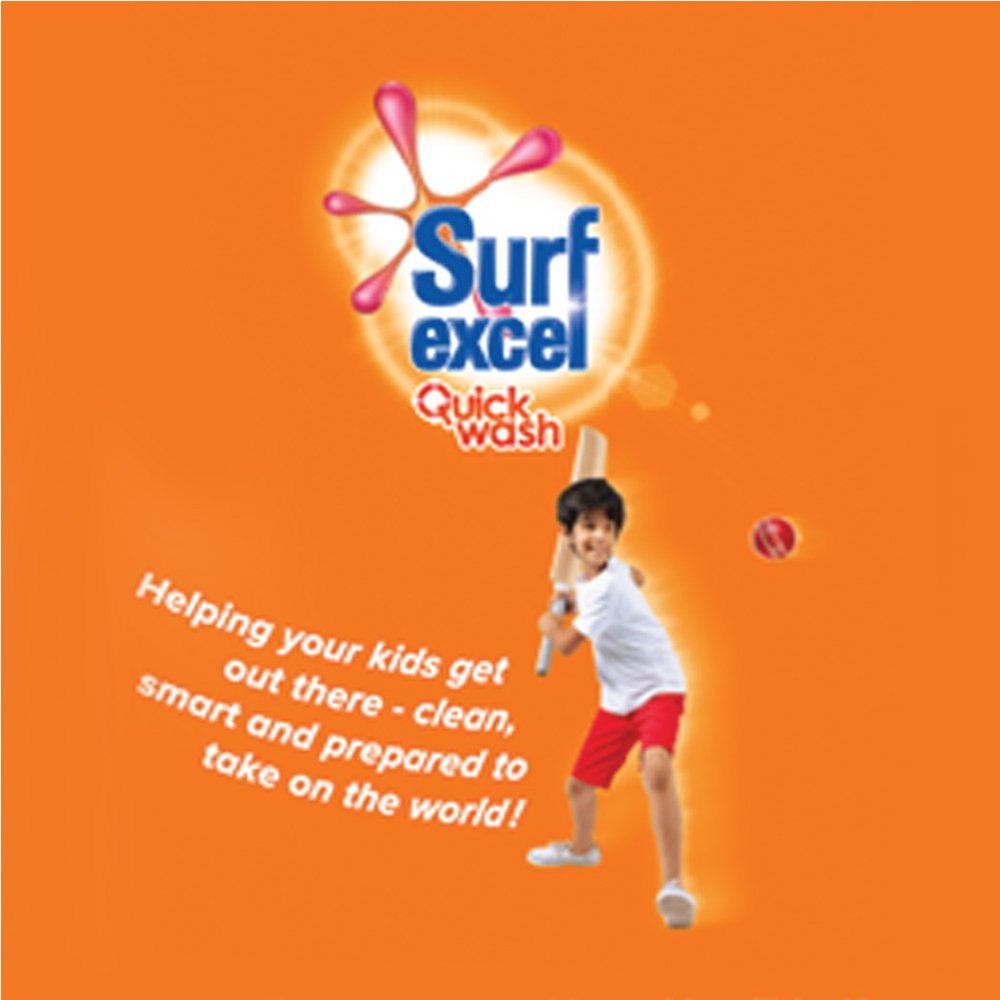 Surf
excel
Quick
wash
Helping your kids get
out there - clean,
smart and prepared to
take on the world!